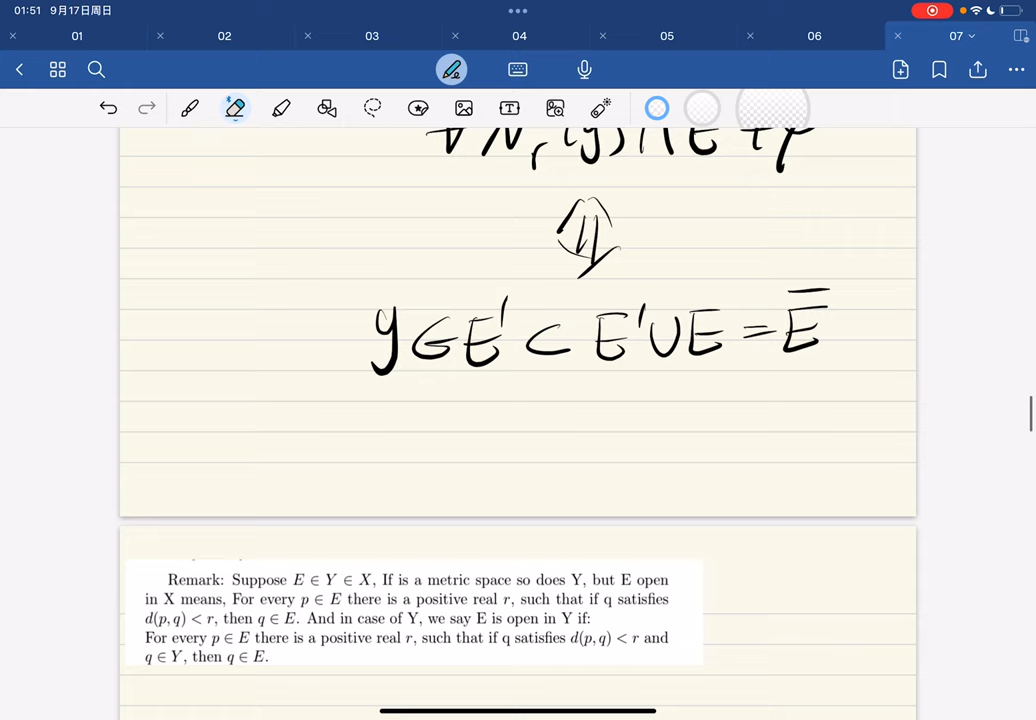 01:51 9月17日周日
01 02 03 04 05 06 07
y∈E′⊂E′∪E=Ē
Remark: Suppose E ∈ Y ∈ X, If is a metric space so does Y, but E open
in X means, For every p ∈ E there is a positive real r, such that if q satisfies
d(p, q) < r, then q ∈ E. And in case of Y, we say E is open in Y if:
For every p ∈ E there is a positive real r, such that if q satisfies d(p, q) < r and
q ∈ Y, then q ∈ E.